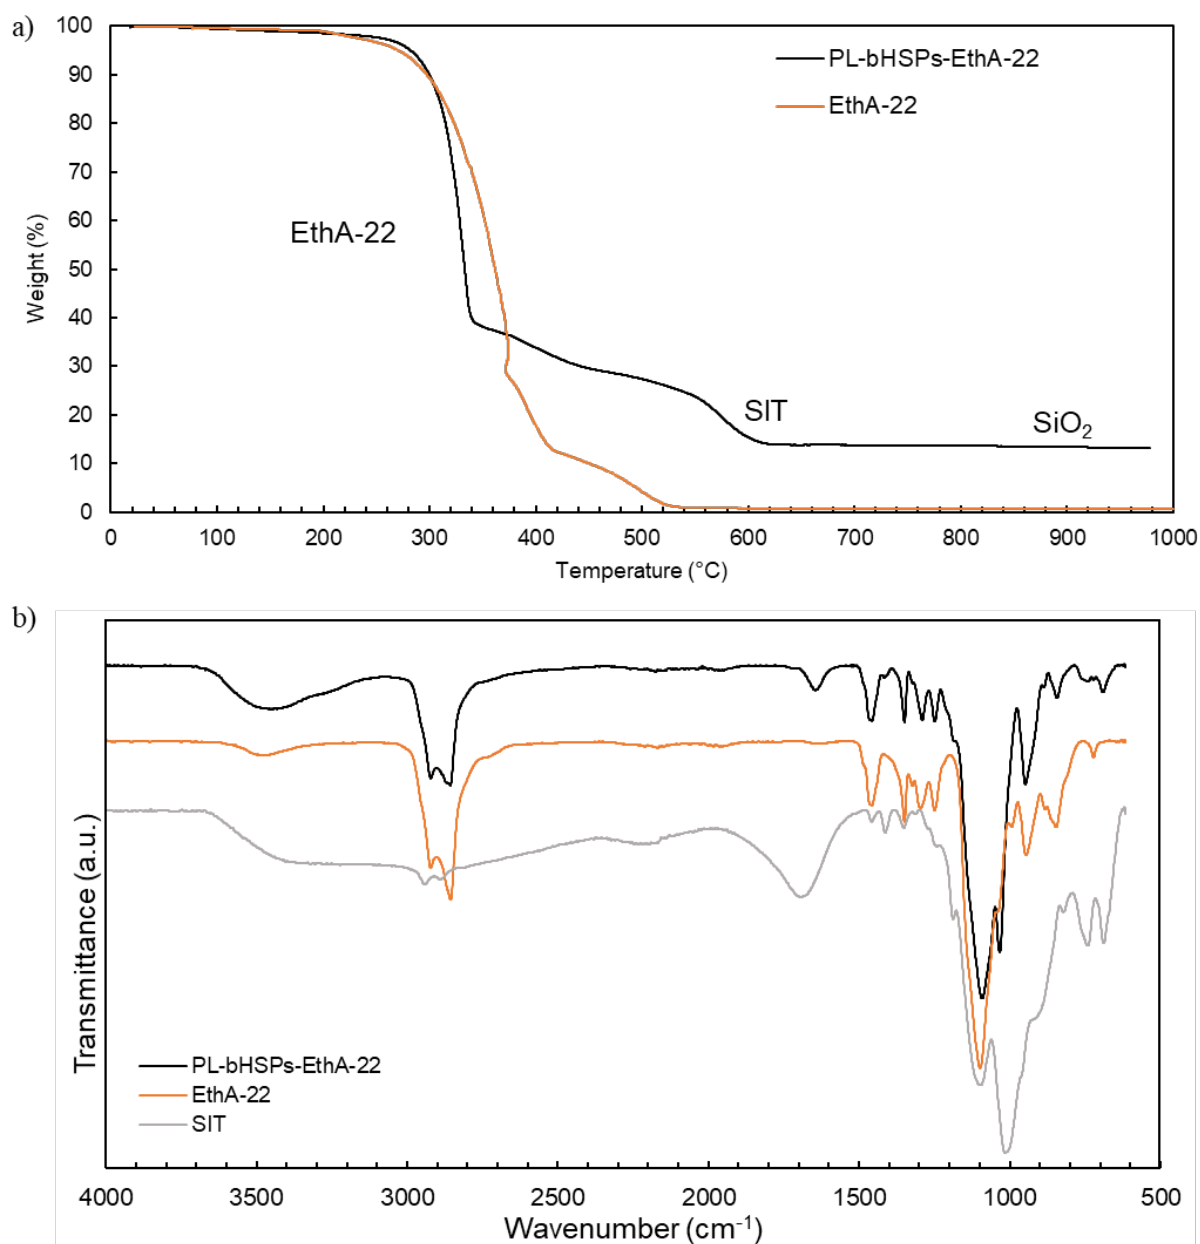 a)
100
90
80
70
60
50
40
30
20
10
0
Weight (%)
PL-bHSPs-EthA-22
EthA-22
EthA-22
SIT
SiO₂
0 100 200 300 400 500 600 700 800 900 1000
Temperature (°C)
b)
Transmittance (a.u.)
PL-bHSPs-EthA-22
EthA-22
SIT
4000 3500 3000 2500 2000 1500 1000 500
Wavenumber (cm⁻¹)